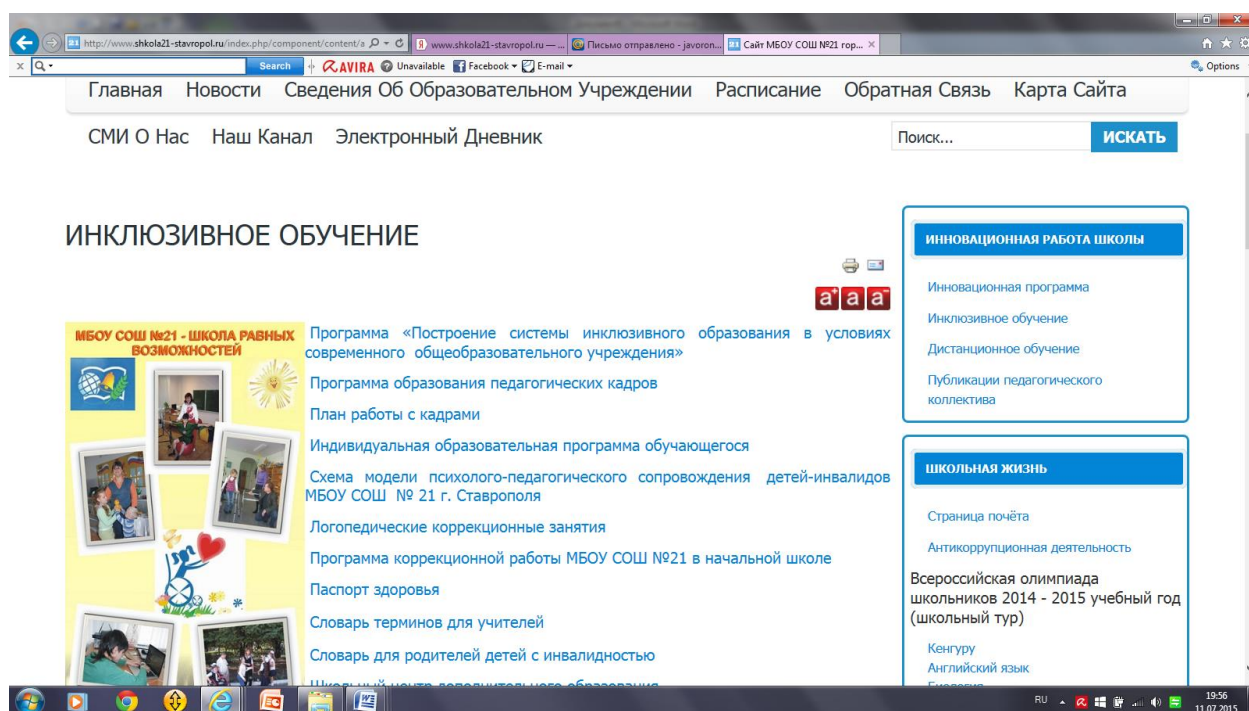 http://www.shkola21-stavropol.ru/index.php/component/content/a
www.shkola21-stavropol.ru — ...
Письмо отправлено - javoron...
Сайт МБОУ СОШ №21 гор...
Search
AVIRA
Unavailable
Facebook
E-mail
Options
Главная Новости Сведения Об Образовательном Учреждении Расписание Обратная Связь Карта Сайта
СМИ О Нас Наш Канал Электронный Дневник
Поиск...
ИСКАТЬ
ИНКЛЮЗИВНОЕ ОБУЧЕНИЕ
a+ a a-
МБОУ СОШ №21 - ШКОЛА РАВНЫХ
ВОЗМОЖНОСТЕЙ
Программа «Построение системы инклюзивного образования в условиях
современного общеобразовательного учреждения»
Программа образования педагогических кадров
План работы с кадрами
Индивидуальная образовательная программа обучающегося
Схема модели психолого-педагогического сопровождения детей-инвалидов
МБОУ СОШ № 21 г. Ставрополя
Логопедические коррекционные занятия
Программа коррекционной работы МБОУ СОШ №21 в начальной школе
Паспорт здоровья
Словарь терминов для учителей
Словарь для родителей детей с инвалидностью
Школьный центр дополнительного образования
ИННОВАЦИОННАЯ РАБОТА ШКОЛЫ
Инновационная программа
Инклюзивное обучение
Дистанционное обучение
Публикации педагогического
коллектива
ШКОЛЬНАЯ ЖИЗНЬ
Страница почёта
Антикоррупционная деятельность
Всероссийская олимпиада
школьников 2014 - 2015 учебный год
(школьный тур)
Кенгуру
Английский язык
Биология
RU
19:56
11.07.2015